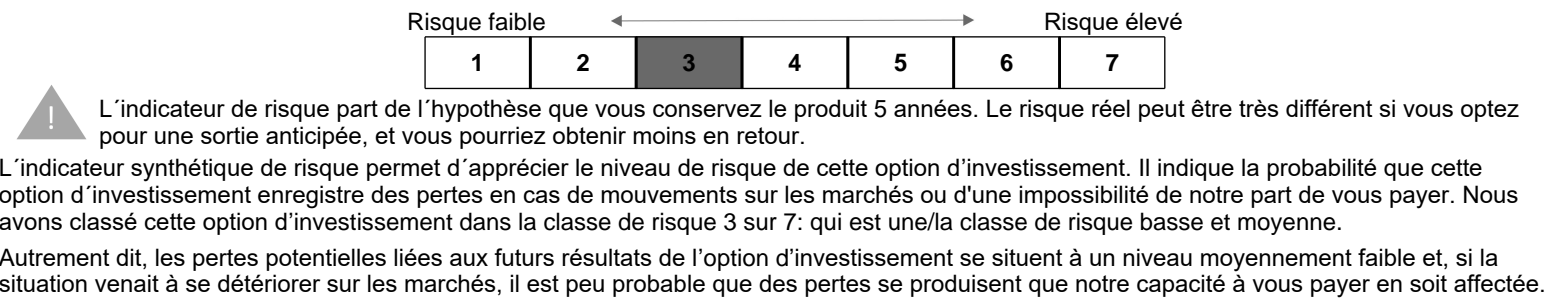 Risque faible Risque élevé
1 2 3 4 5 6 7
! L´indicateur de risque part de l´hypothèse que vous conservez le produit 5 années. Le risque réel peut être très différent si vous optez
pour une sortie anticipée, et vous pourriez obtenir moins en retour.
L´indicateur synthétique de risque permet d´apprécier le niveau de risque de cette option d’investissement. Il indique la probabilité que cette
option d´investissement enregistre des pertes en cas de mouvements sur les marchés ou d'une impossibilité de notre part de vous payer. Nous
avons classé cette option d’investissement dans la classe de risque 3 sur 7: qui est une/la classe de risque basse et moyenne.
Autrement dit, les pertes potentielles liées aux futurs résultats de l’option d’investissement se situent à un niveau moyennement faible et, si la
situation venait à se détériorer sur les marchés, il est peu probable que des pertes se produisent que notre capacité à vous payer en soit affectée.